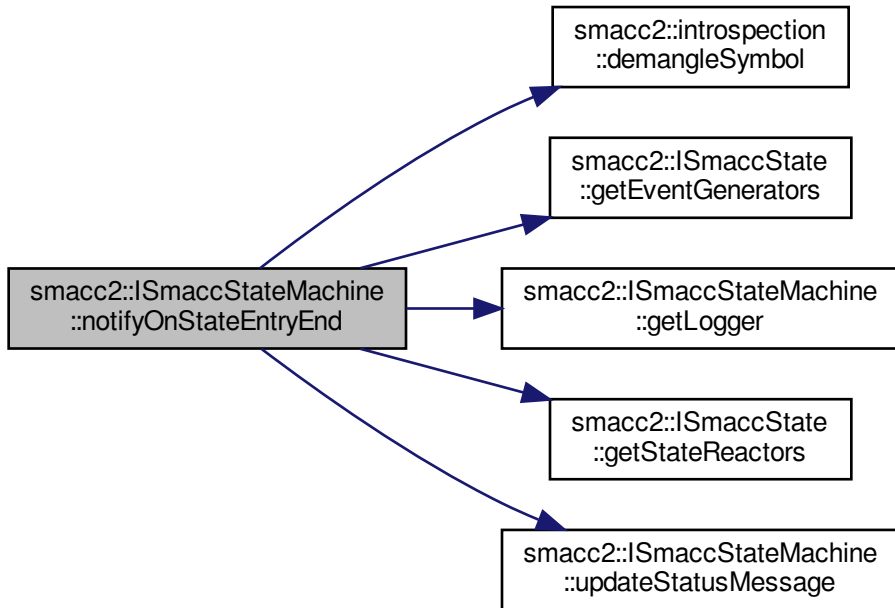 smacc2::introspection
::demangleSymbol
smacc2::ISmaccState
::getEventGenerators
smacc2::ISmaccStateMachine
::notifyOnStateEntryEnd
smacc2::ISmaccStateMachine
::getLogger
smacc2::ISmaccState
::getStateReactors
smacc2::ISmaccStateMachine
::updateStatusMessage